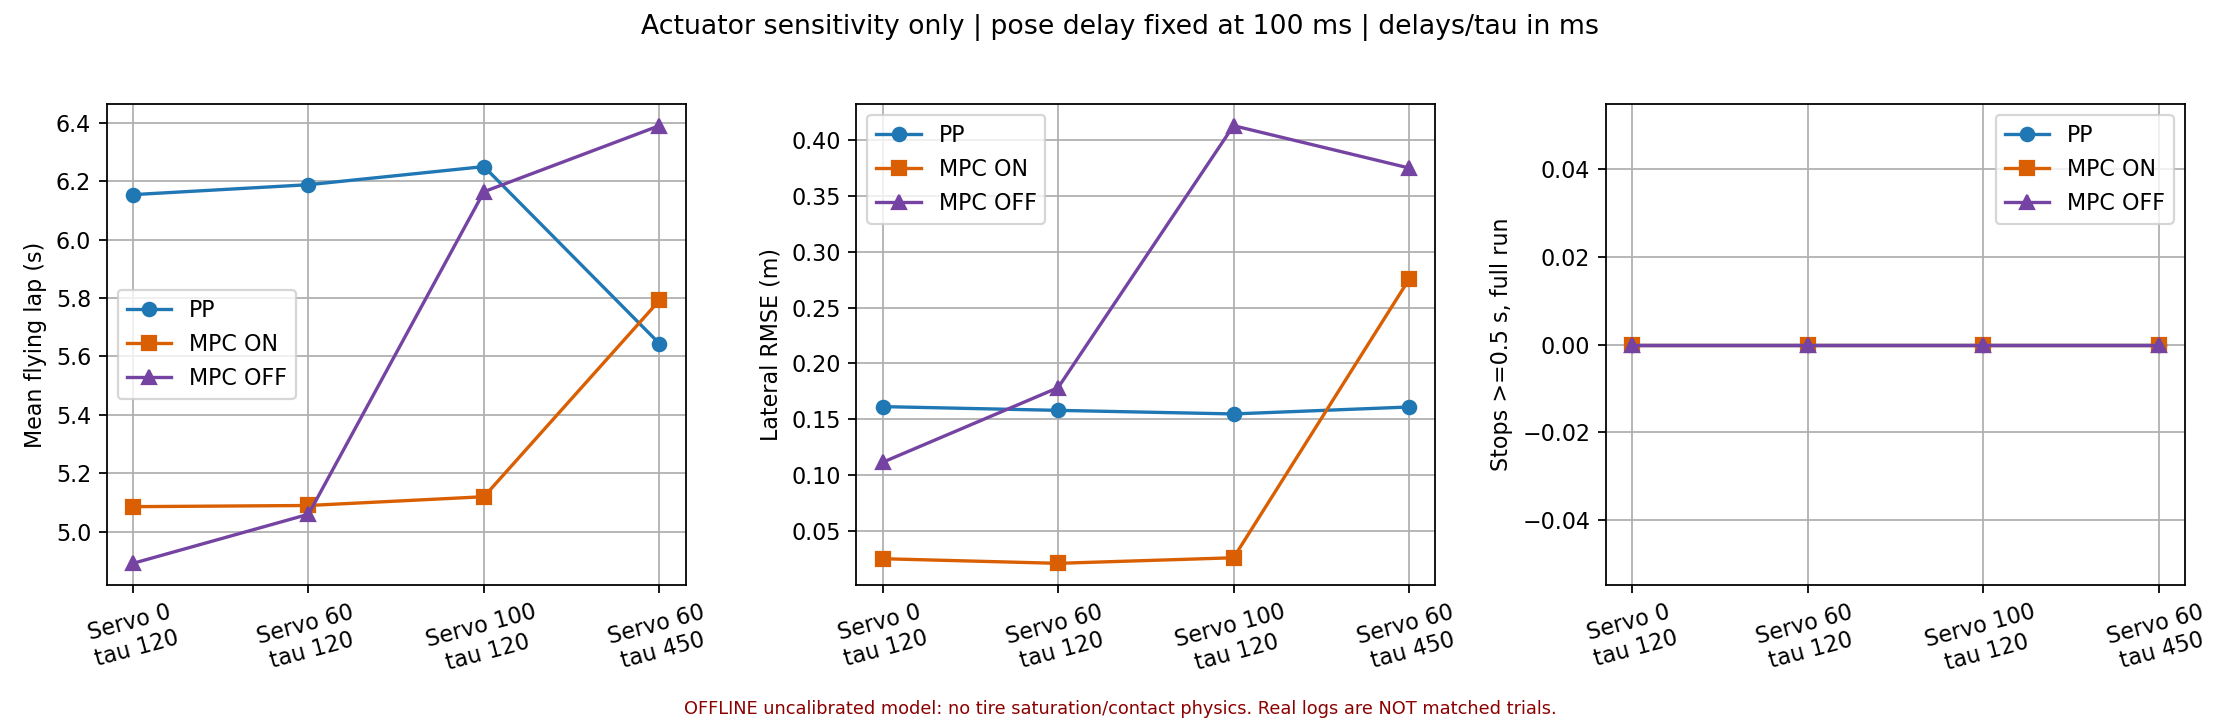 Actuator sensitivity only | pose delay fixed at 100 ms | delays/tau in ms
Mean flying lap (s)
6.4
6.2
6.0
5.8
5.6
5.4
5.2
5.0
PP
MPC ON
MPC OFF
Servo 0
tau 120
Servo 60
tau 120
Servo 100
tau 120
Servo 60
tau 450
Lateral RMSE (m)
0.40
0.35
0.30
0.25
0.20
0.15
0.10
0.05
PP
MPC ON
MPC OFF
Servo 0
tau 120
Servo 60
tau 120
Servo 100
tau 120
Servo 60
tau 450
Stops >=0.5 s, full run
0.04
0.02
0.00
−0.02
−0.04
PP
MPC ON
MPC OFF
Servo 0
tau 120
Servo 60
tau 120
Servo 100
tau 120
Servo 60
tau 450
OFFLINE uncalibrated model: no tire saturation/contact physics. Real logs are NOT matched trials.